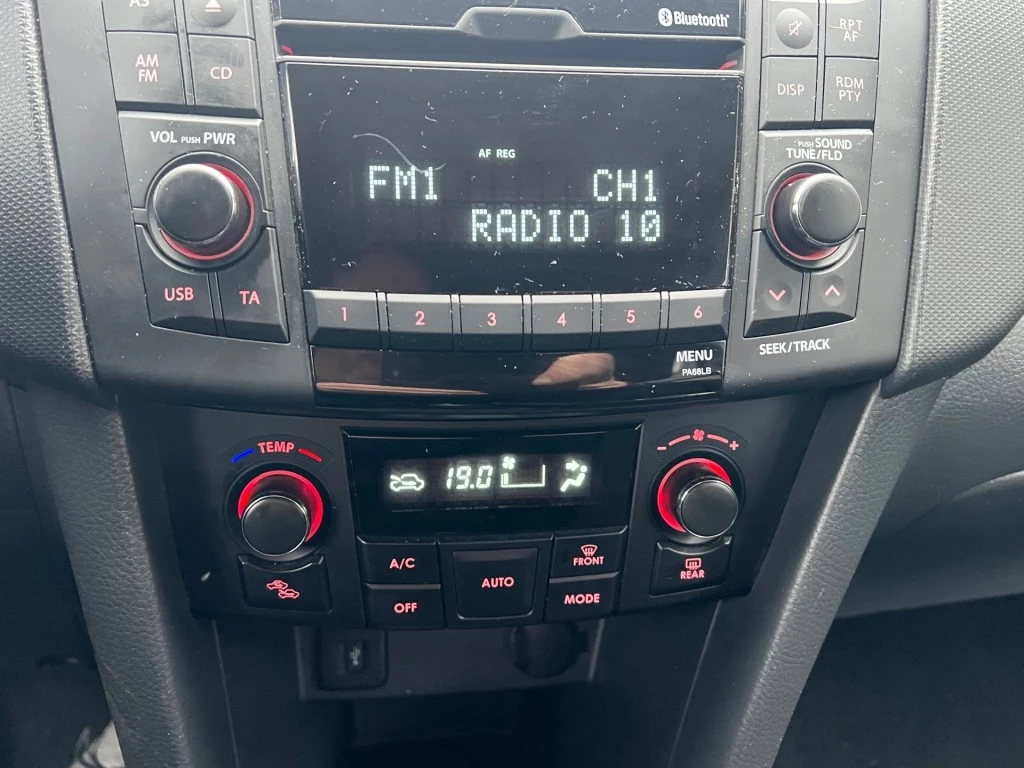 AS
Bluetooth®
AM
FM
CD
DISP
RPT
AF
RDM
PTY
VOL PUSH PWR
PUSH SOUND
TUNE/FLD
AF REG
FM1 CH1
RADIO 10
USB TA
1 2 3 4 5 6
SEEK/TRACK
MENU
PA68LB
TEMP
- +
19.0
A/C
OFF
AUTO
FRONT
MODE
REAR